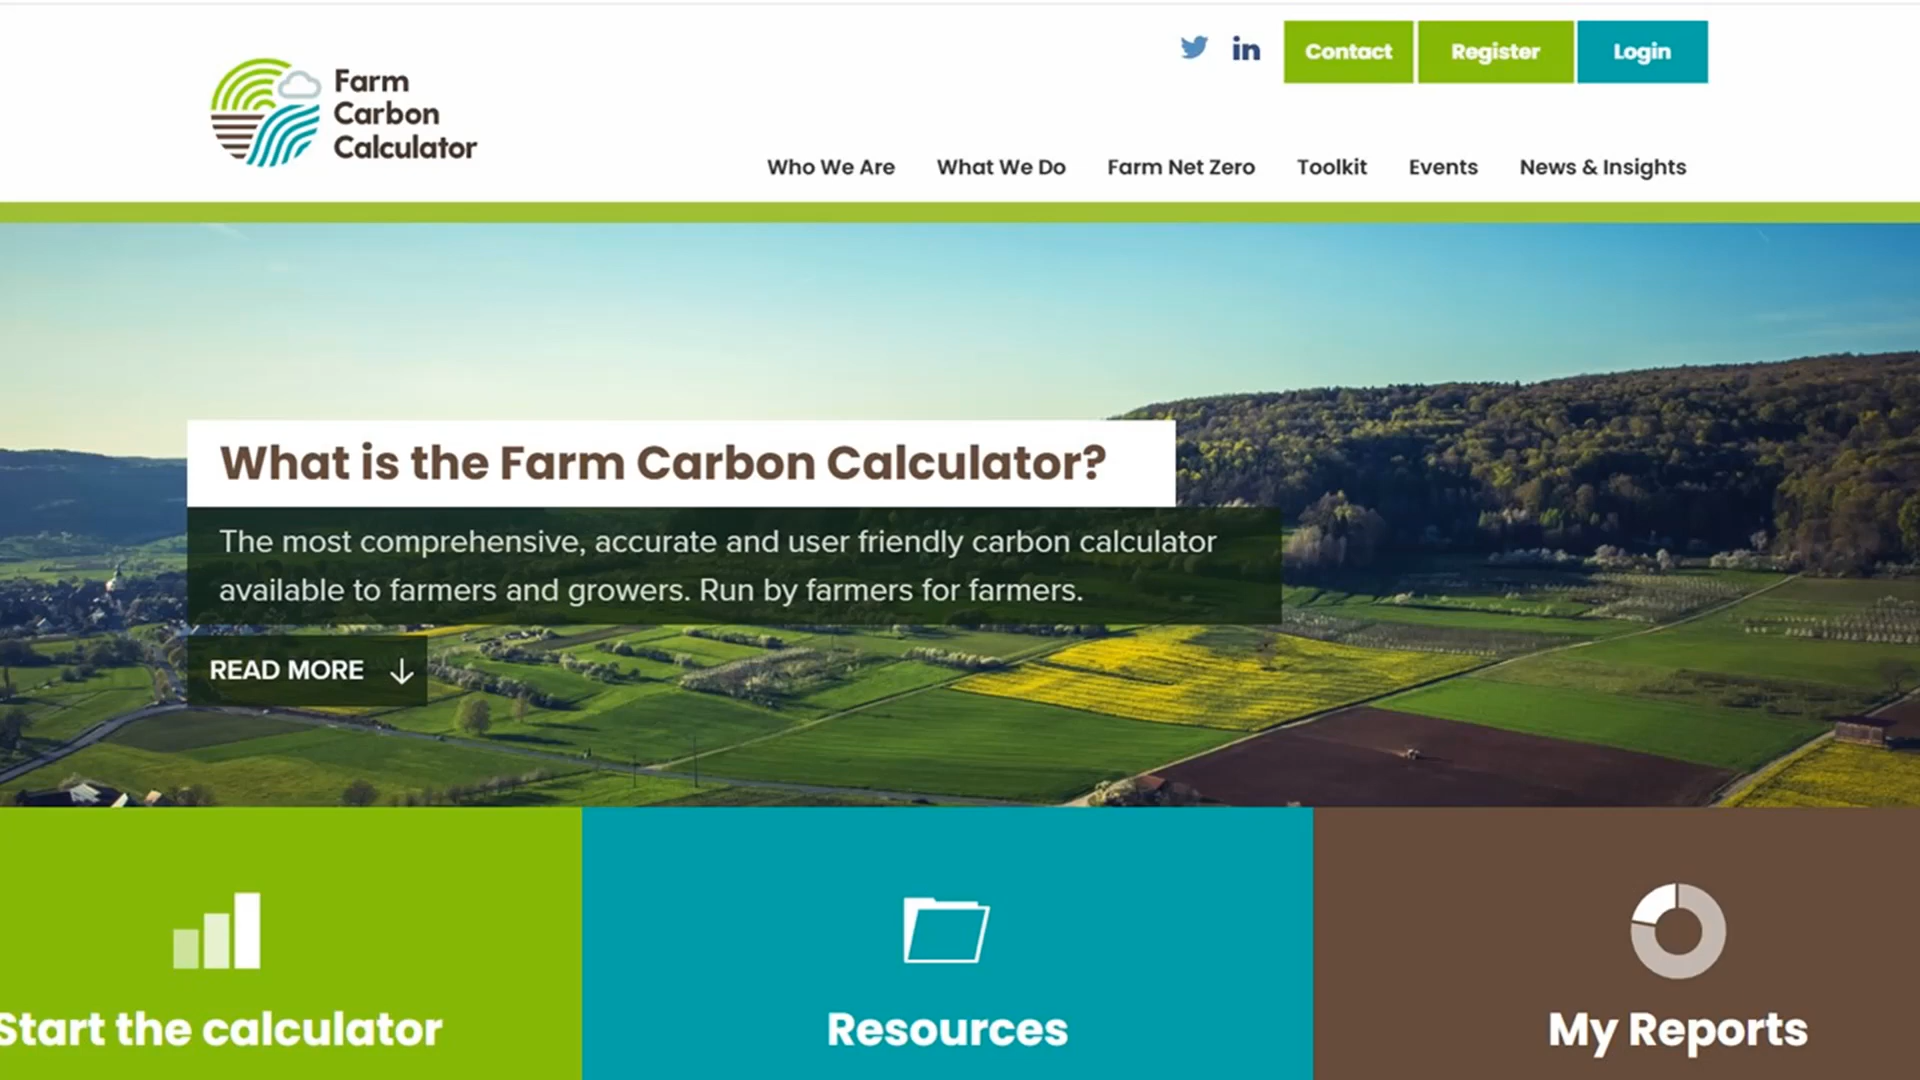 Contact
Register
Login
Farm
Carbon
Calculator
Who We Are
What We Do
Farm Net Zero
Toolkit
Events
News & Insights
What is the Farm Carbon Calculator?
The most comprehensive, accurate and user friendly carbon calculator
available to farmers and growers. Run by farmers for farmers.
READ MORE
Start the calculator
Resources
My Reports